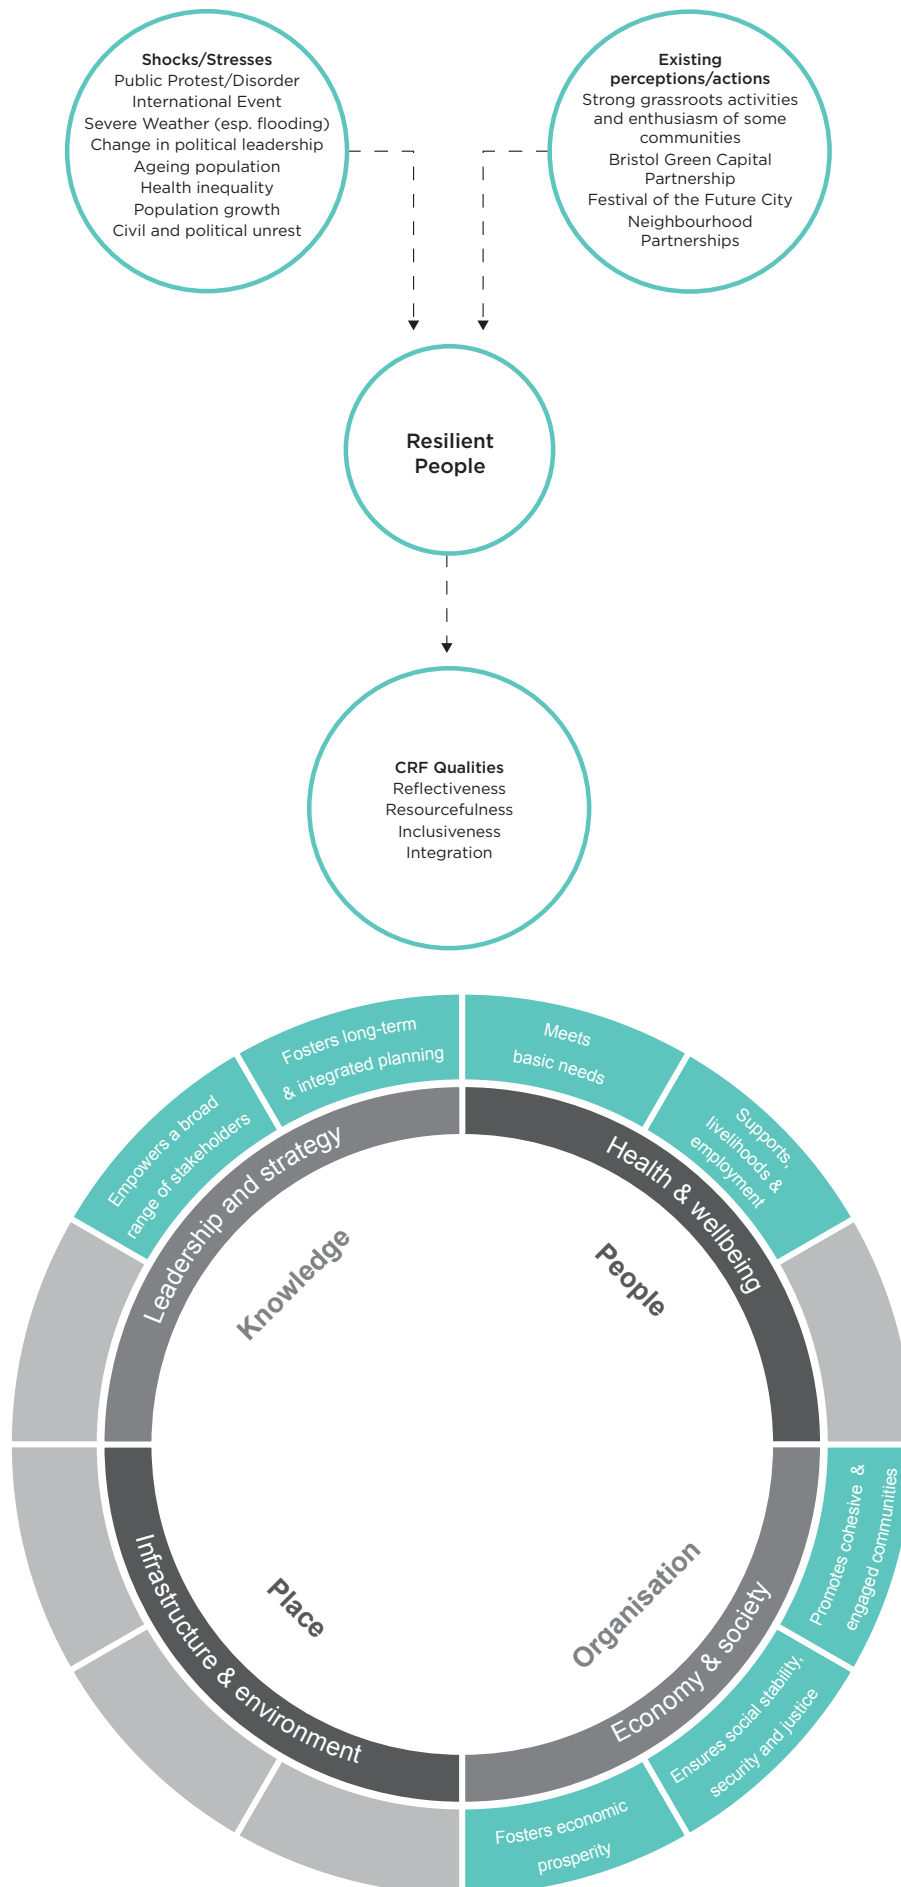 Shocks/Stresses
Public Protest/Disorder
International Event
Severe Weather (esp. flooding)
Change in political leadership
Ageing population
Health inequality
Population growth
Civil and political unrest
Existing
perceptions/actions
Strong grassroots activities
and enthusiasm of some
communities
Bristol Green Capital
Partnership
Festival of the Future City
Neighbourhood
Partnerships
Resilient
People
CRF Qualities
Reflectiveness
Resourcefulness
Inclusiveness
Integration
Empowers a broad
range of stakeholders
Fosters long-term
& integrated planning
Meets
basic needs
Supports,
livelihoods &
employment
Leadership and strategy
Health & wellbeing
Knowledge
People
Promotes cohesive &
engaged communities
Ensures social stability,
security and justice
Fosters economic
prosperity
Infrastructure & environment
Economy & society
Place
Organisation